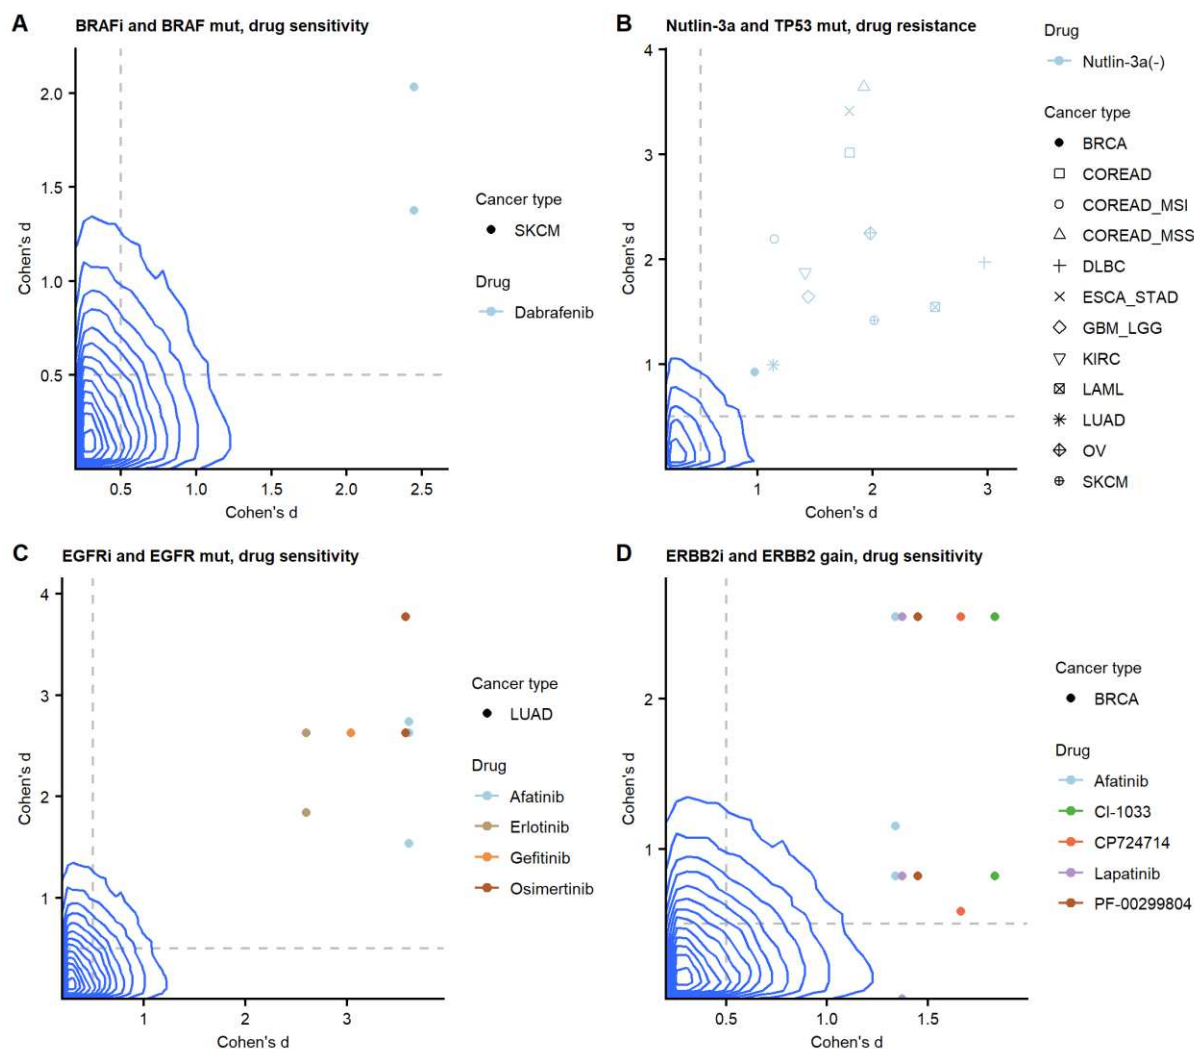 A
BRAFi and BRAF mut, drug sensitivity
2.0
1.5
1.0
0.5
Cohen's d
0.5
1.0
1.5
2.0
2.5
Cohen's d
Cancer type
SKCM
Drug
Dabrafenib
B
Nutlin-3a and TP53 mut, drug resistance
4
3
2
1
Cohen's d
1
2
3
Cohen's d
Drug
Nutlin-3a(-)
Cancer type
BRCA
COREAD
COREAD_MSI
COREAD_MSS
DLBC
ESCA_STAD
GBM_LGG
KIRC
LAML
LUAD
OV
SKCM
C
EGFRi and EGFR mut, drug sensitivity
4
3
2
1
Cohen's d
1
2
3
Cohen's d
Cancer type
LUAD
Drug
Afatinib
Erlotinib
Gefitinib
Osimertinib
D
ERBB2i and ERBB2 gain, drug sensitivity
2
1
Cohen's d
0.5
1.0
1.5
Cohen's d
Cancer type
BRCA
Drug
Afatinib
CI-1033
CP724714
Lapatinib
PF-00299804